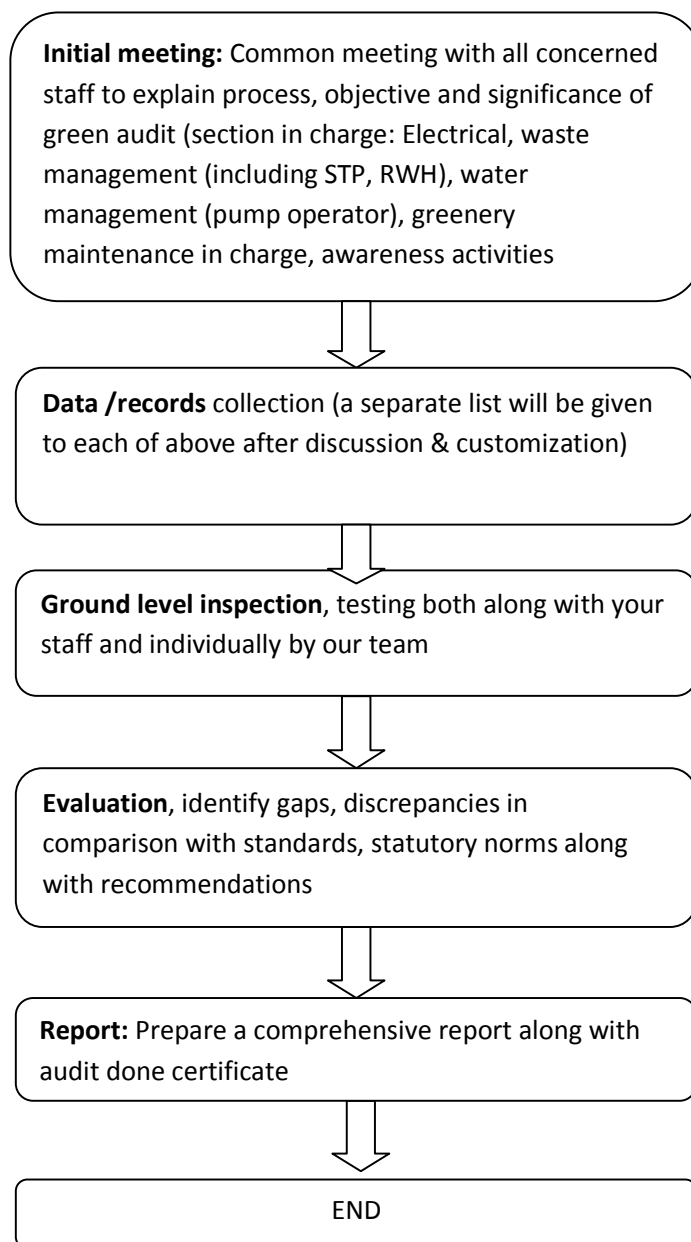 Initial meeting: Common meeting with all concerned
staff to explain process, objective and significance of
green audit (section in charge: Electrical, waste
management (including STP, RWH), water
management (pump operator), greenery
maintenance in charge, awareness activities
Data /records collection (a separate list will be given
to each of above after discussion & customization)
Ground level inspection, testing both along with your
staff and individually by our team
Evaluation, identify gaps, discrepancies in
comparison with standards, statutory norms along
with recommendations
Report: Prepare a comprehensive report along with
audit done certificate
END